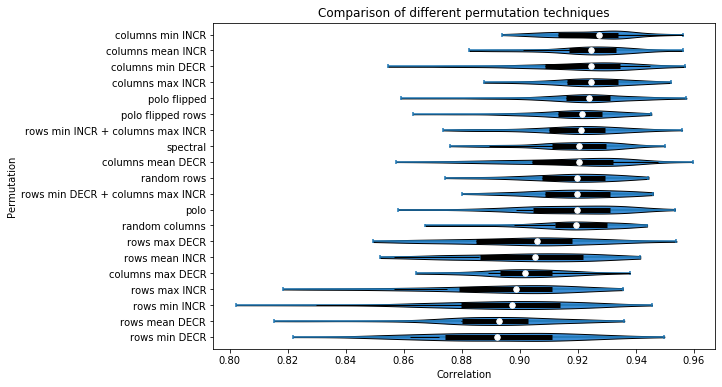 Comparison of different permutation techniques
Permutation
columns min INCR
columns mean INCR
columns min DECR
columns max INCR
polo flipped
polo flipped rows
rows min INCR + columns max INCR
spectral
columns mean DECR
random rows
rows min DECR + columns max INCR
polo
random columns
rows max DECR
rows mean INCR
columns max DECR
rows max INCR
rows min INCR
rows mean DECR
rows min DECR
0.80 0.82 0.84 0.86 0.88 0.90 0.92 0.94 0.96
Correlation